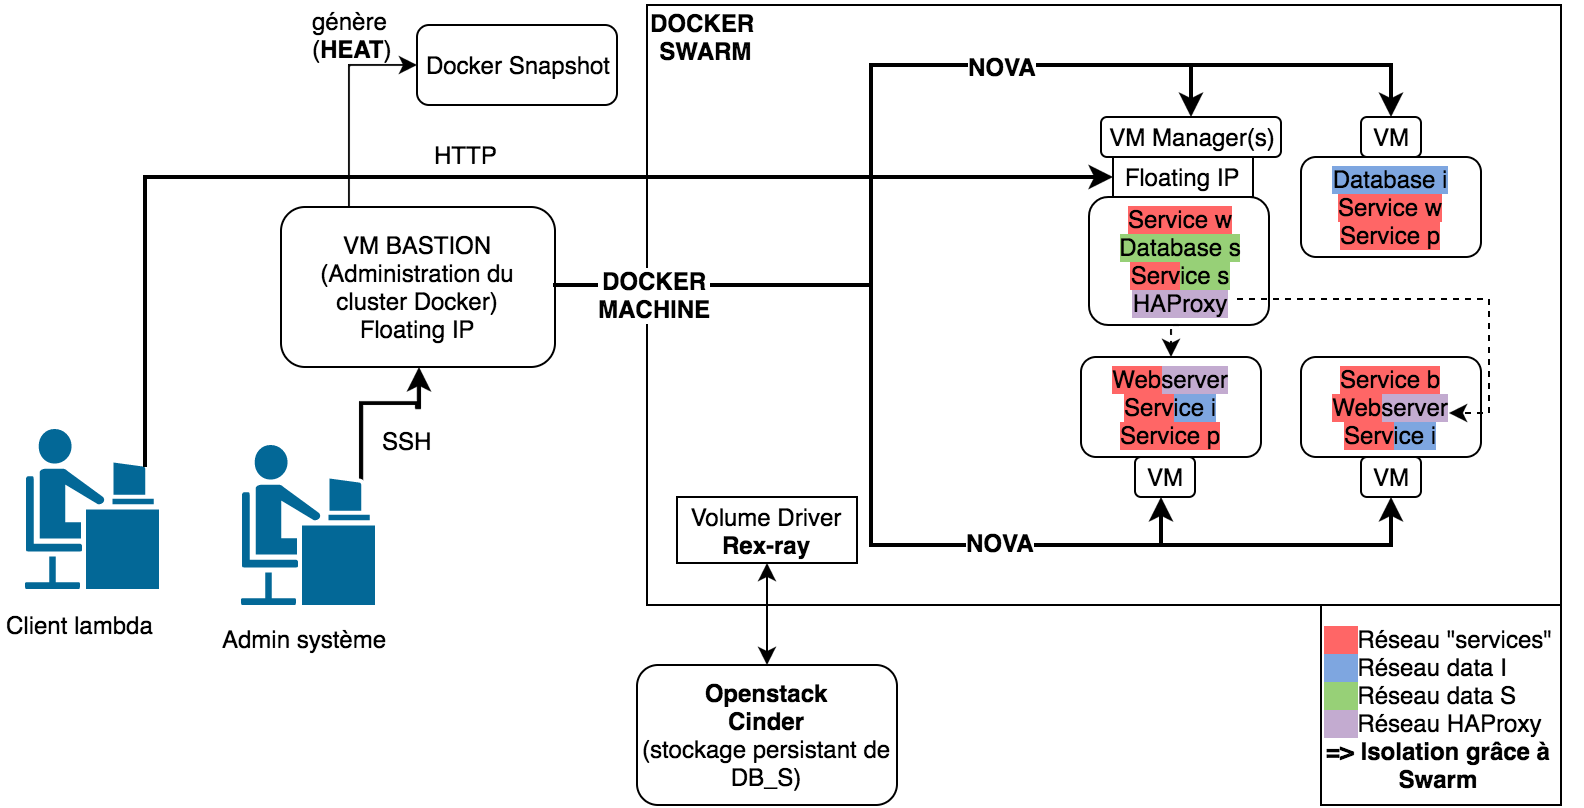 génère
(HEAT)
Docker Snapshot
DOCKER
SWARM
NOVA
VM Manager(s)
Floating IP
Service w
Database s
Service s
HAProxy
VM
Database i
Service w
Service p
HTTP
VM BASTION
(Administration du
cluster Docker)
Floating IP
DOCKER
MACHINE
SSH
Webserver
Service i
Service p
VM
Service b
Webserver
Service i
VM
NOVA
Volume Driver
Rex-ray
Client lambda
Admin système
Openstack
Cinder
(stockage persistant de
DB_S)
Réseau "services"
Réseau data I
Réseau data S
Réseau HAProxy
=> Isolation grâce à
Swarm